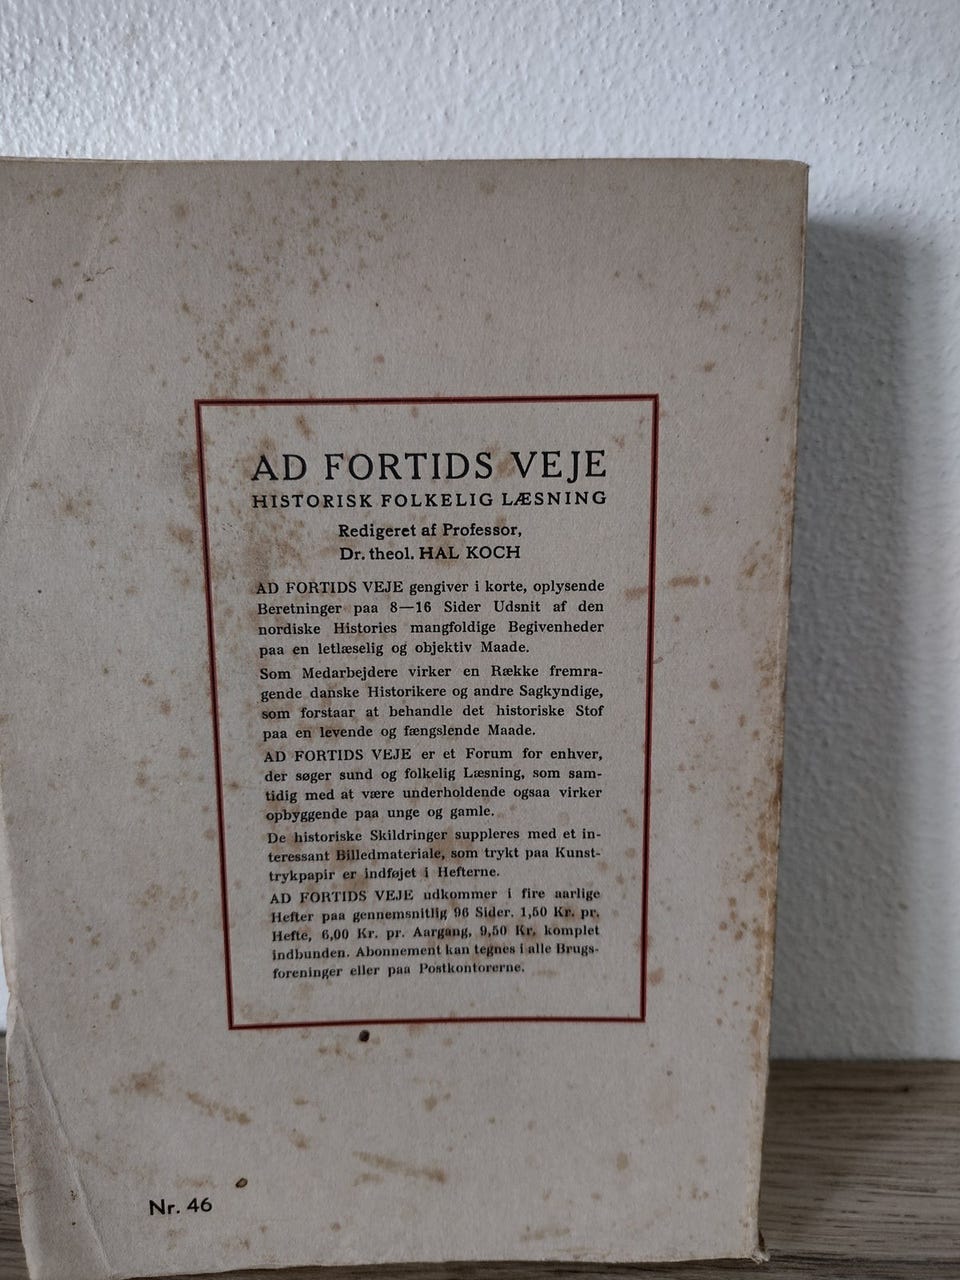 AD FORTIDS VEJE
HISTORISK FOLKELIG LÆSNING
Redigeret af Professor,
Dr. theol. HAL KOCH
AD FORTIDS VEJE gengiver i korte, oplysende
Beretninger paa 8—16 Sider Udsnit af den
nordiske Histories mangfoldige Begivenheder
paa en letlæselig og objektiv Maade.
Som Medarbejdere virker en Række fremra-
gende danske Historikere og andre Sagkyndige,
som forstaar at behandle det historiske Stof
paa en levende og fængslende Maade.
AD FORTIDS VEJE er et Forum for enhver,
der søger sund og folkelig Læsning, som sam-
tidig med at være underholdende ogsaa virker
opbyggende paa unge og gamle.
De historiske Skildringer suppleres med et in-
teressant Billedmateriale, som trykt paa Kunst-
trykpapir er indføjet i Hefterne.
AD FORTIDS VEJE udkommer i fire aarlige
Hefter paa gennemsnitlig 96 Sider. 1,50 Kr. pr.
Hefte, 6,00 Kr. pr. Aargang, 9,50 Kr. komplet
indbunden. Abonnement kan tegnes i alle Brugs-
foreninger eller paa Postkontorerne.
Nr. 46